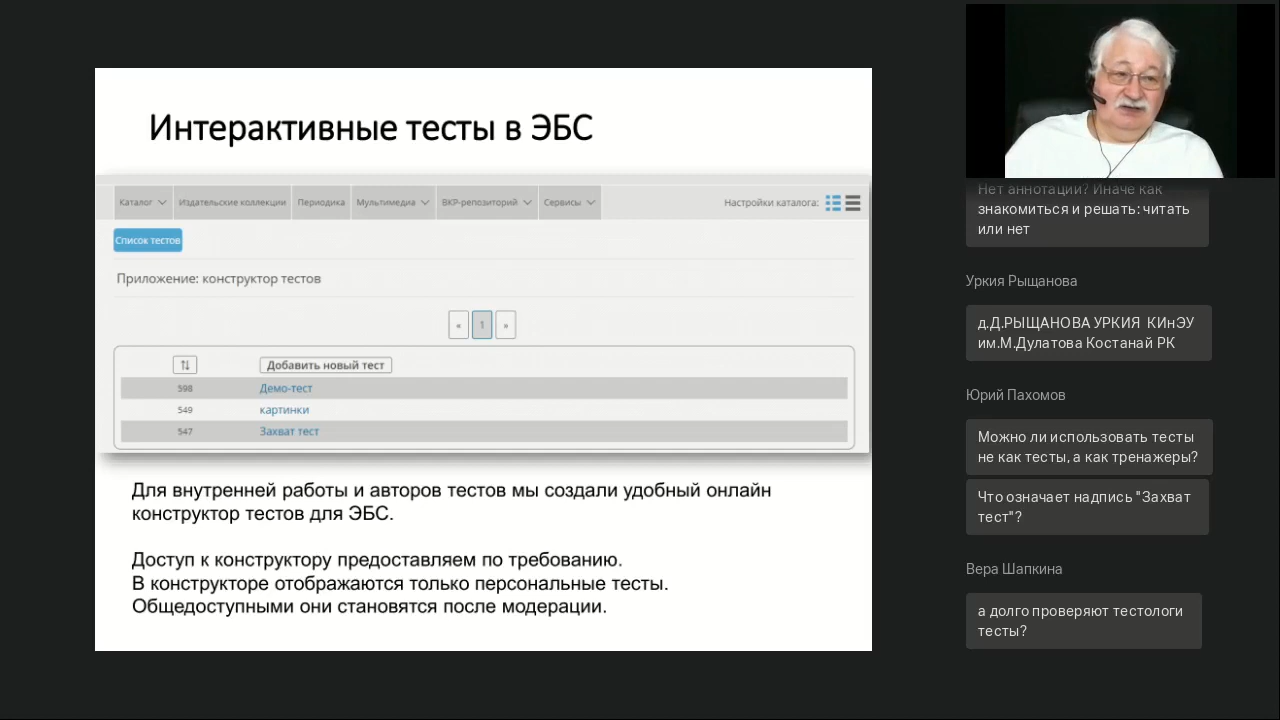 Интерактивные тесты в ЭБС
Каталог Издательские коллекции Периодика Мультимедиа ВКР-репозиторий Сервисы Настройки каталога:
Список тестов
Приложение: конструктор тестов
« 1 »
Добавить новый тест
598 Демо-тест
549 картинки
547 Захват тест
Для внутренней работы и авторов тестов мы создали удобный онлайн
конструктор тестов для ЭБС.
Доступ к конструктору предоставляем по требованию.
В конструкторе отображаются только персональные тесты.
Общедоступными они становятся после модерации.
Нет аннотации? Иначе как
знакомиться и решать: читать
или нет
Уркия Рыщанова
д.Д.РЫЩАНОВА УРКИЯ КИнЭУ
им.М.Дулатова Костанай РК
Юрий Пахомов
Можно ли использовать тесты
не как тесты, а как тренажеры?
Что означает надпись "Захват
тест"?
Вера Шапкина
а долго проверяют тестологи
тесты?